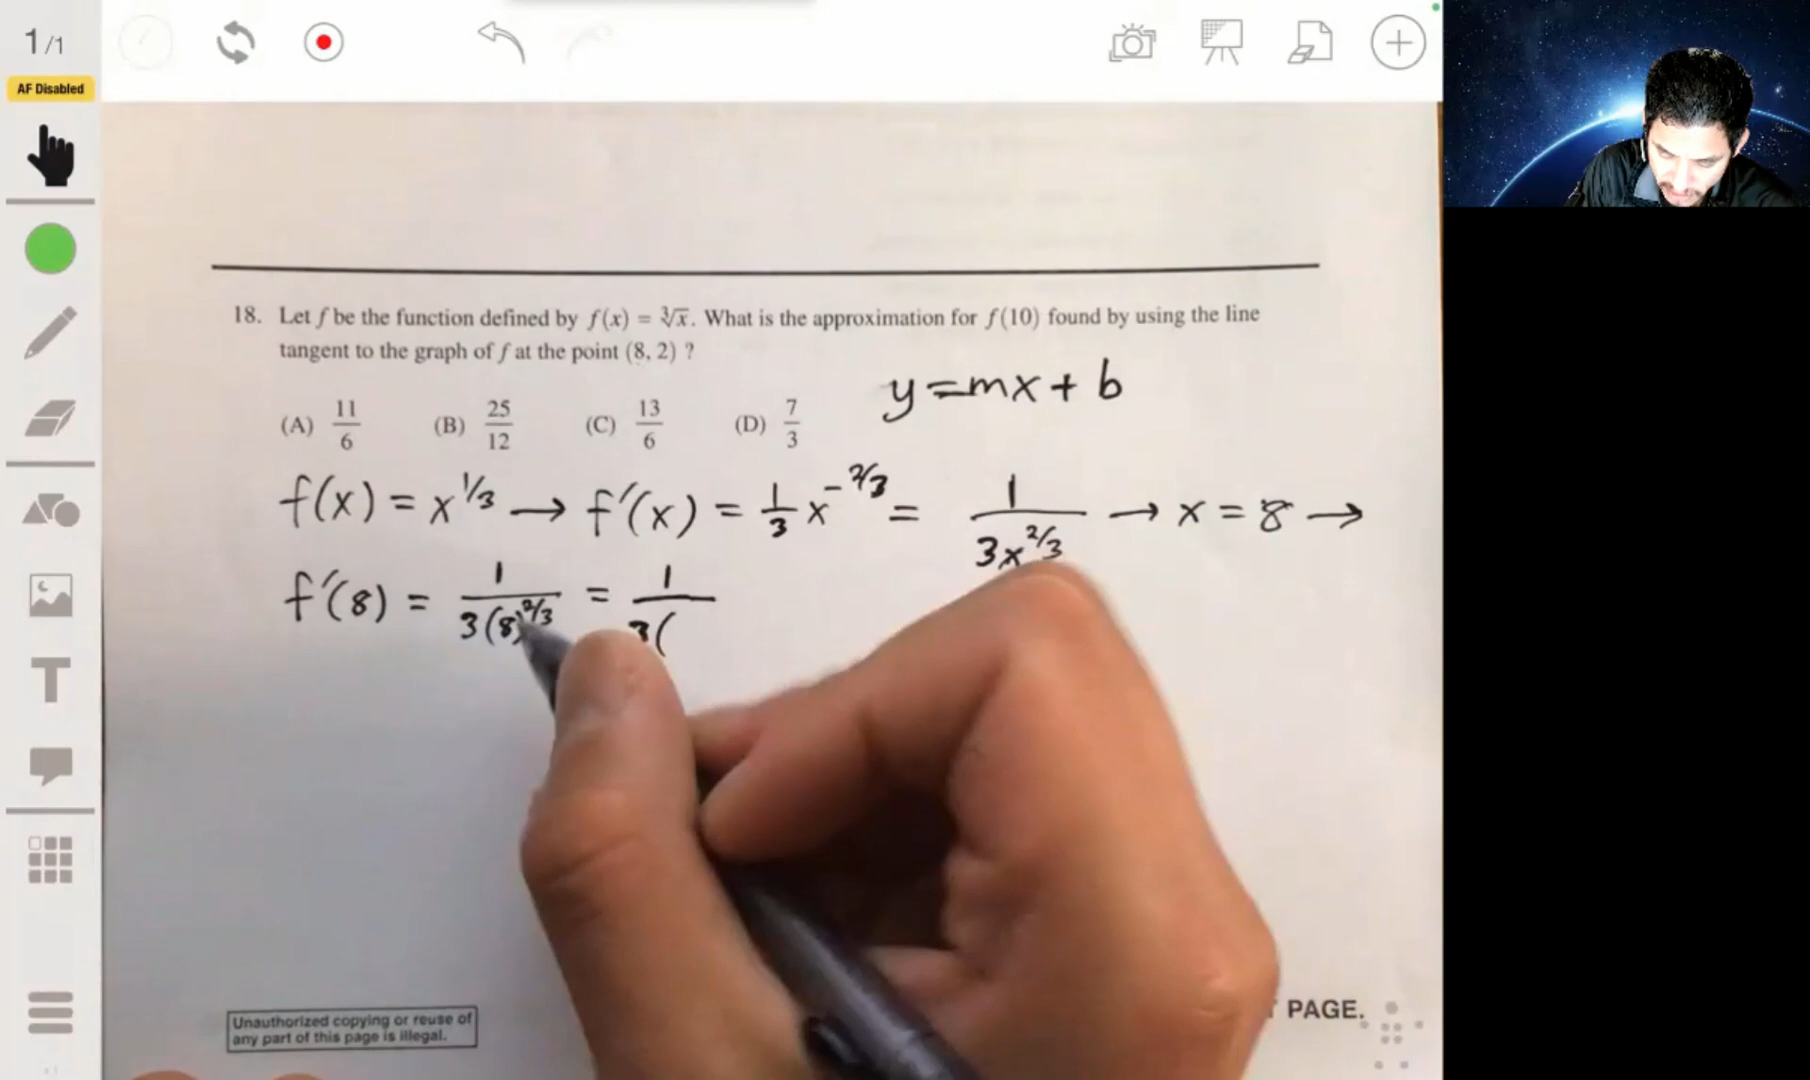 1/1
AF Disabled
18. Let f be the function defined by f(x) = ∛x. What is the approximation for f(10) found by using the line
tangent to the graph of f at the point (8, 2) ?
y = mx + b
(A) 11/6 (B) 25/12 (C) 13/6 (D) 7/3
f(x) = x^1/3 → f'(x) = 1/3 x^-2/3 = 1/3x^2/3 → x = 8 →
f'(8) = 1/3(8)^2/3 = 1/3(
T
PAGE.
Unauthorized copying or reuse of
any part of this page is illegal.